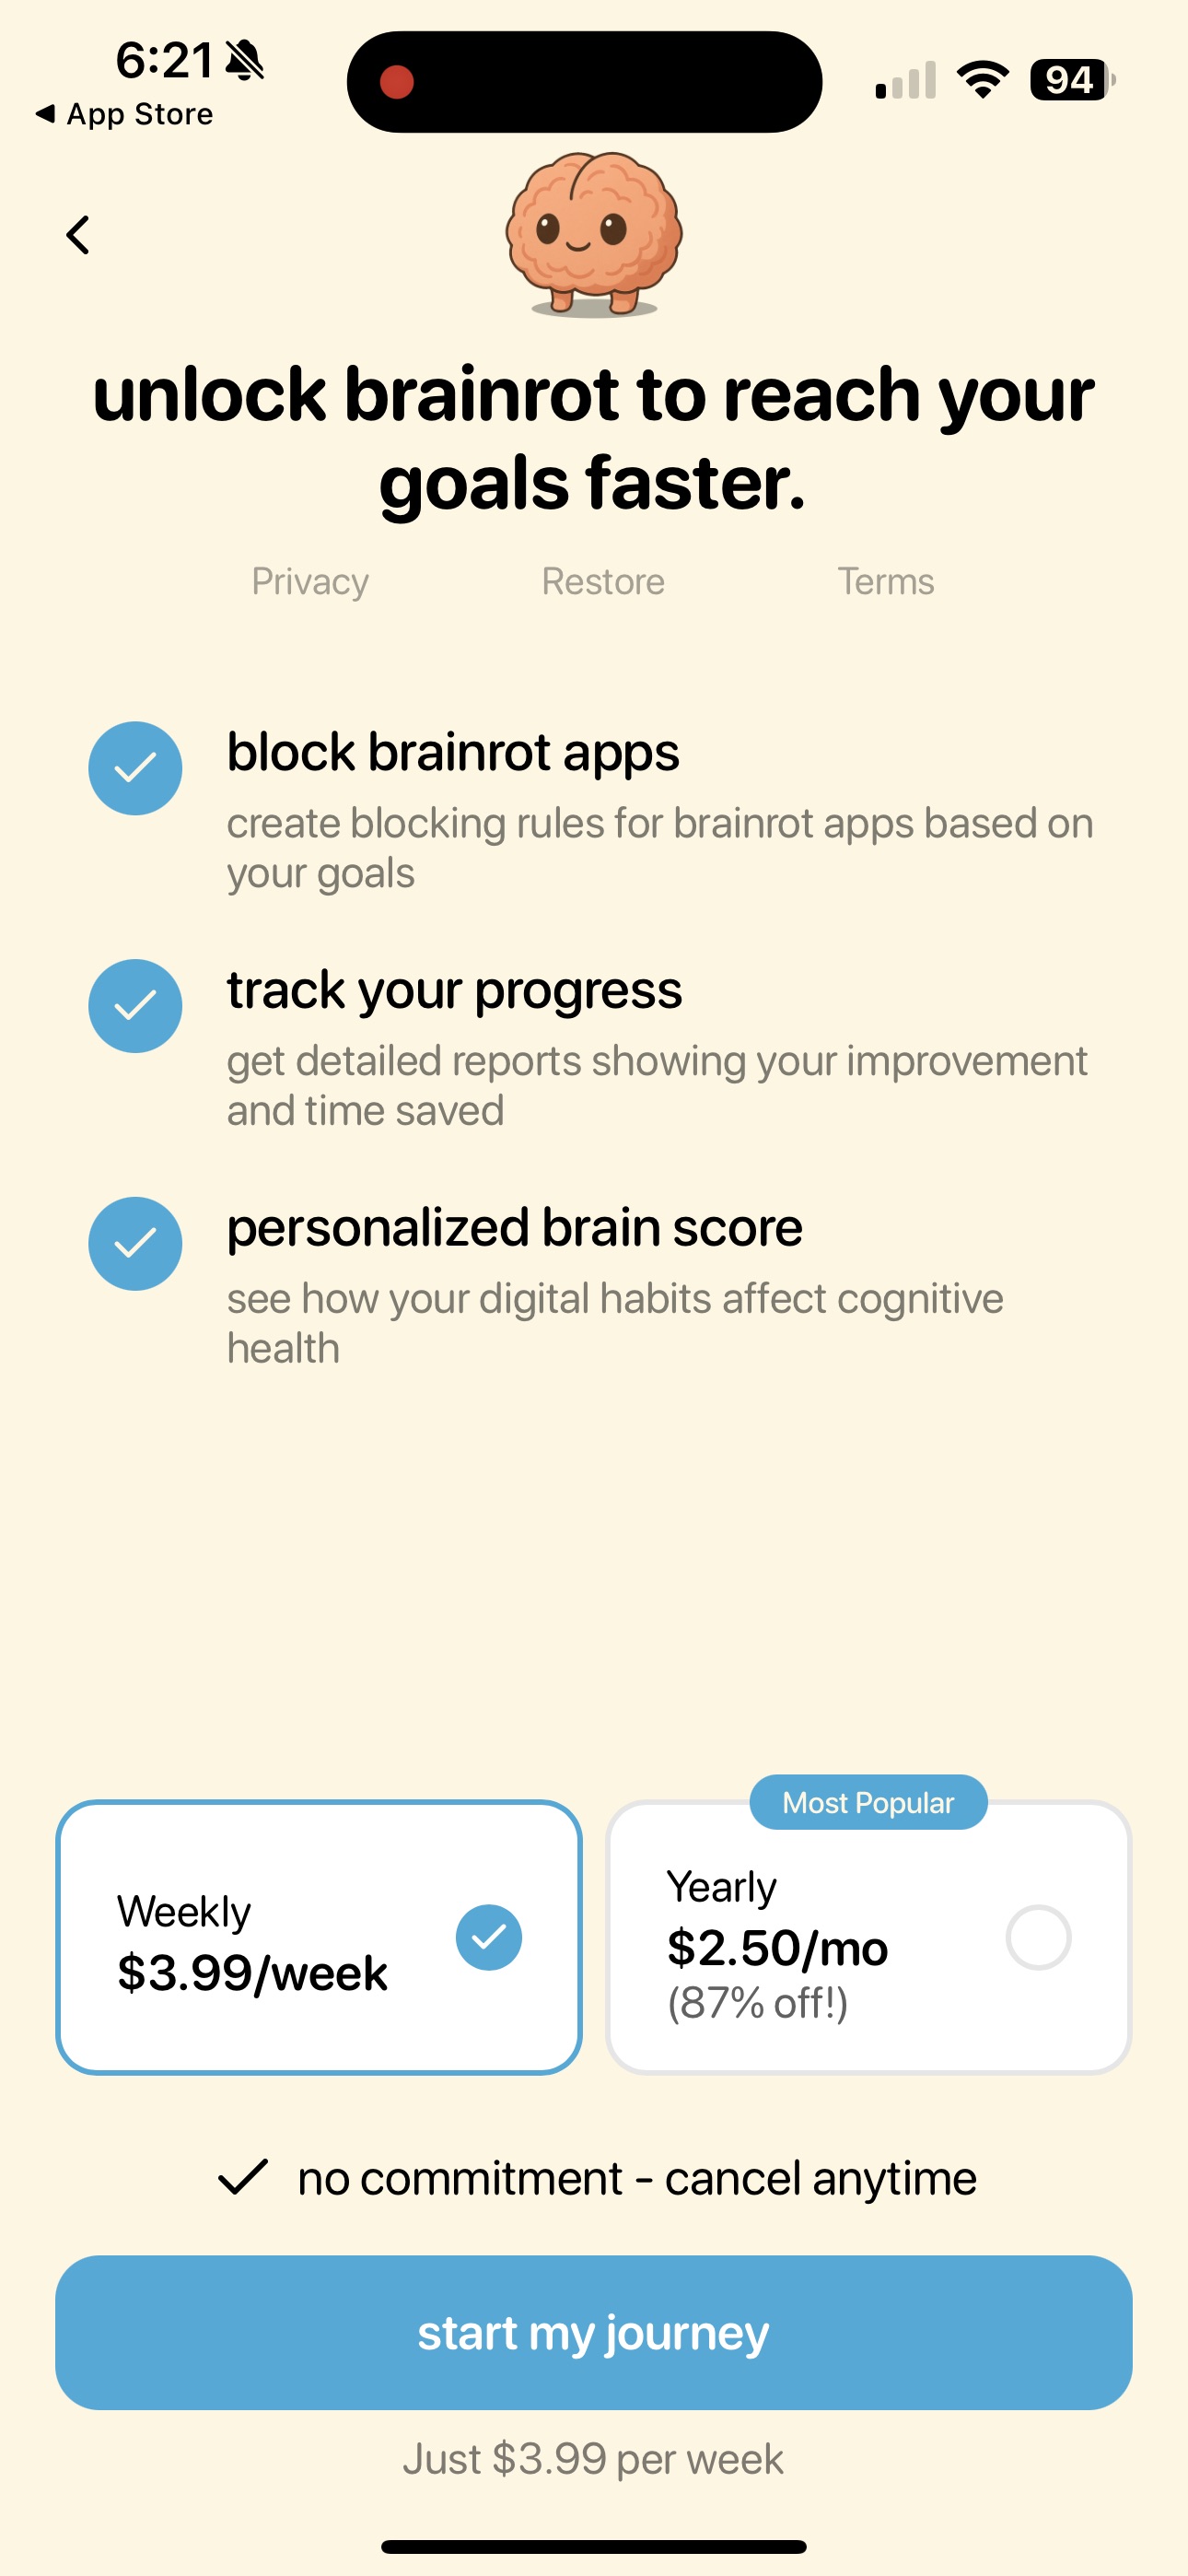 6:21
94
App Store
unlock brainrot to reach your
goals faster.
Privacy Restore Terms
block brainrot apps
create blocking rules for brainrot apps based on
your goals
track your progress
get detailed reports showing your improvement
and time saved
personalized brain score
see how your digital habits affect cognitive
health
Weekly
$3.99/week
Most Popular
Yearly
$2.50/mo
(87% off!)
no commitment - cancel anytime
start my journey
Just $3.99 per week